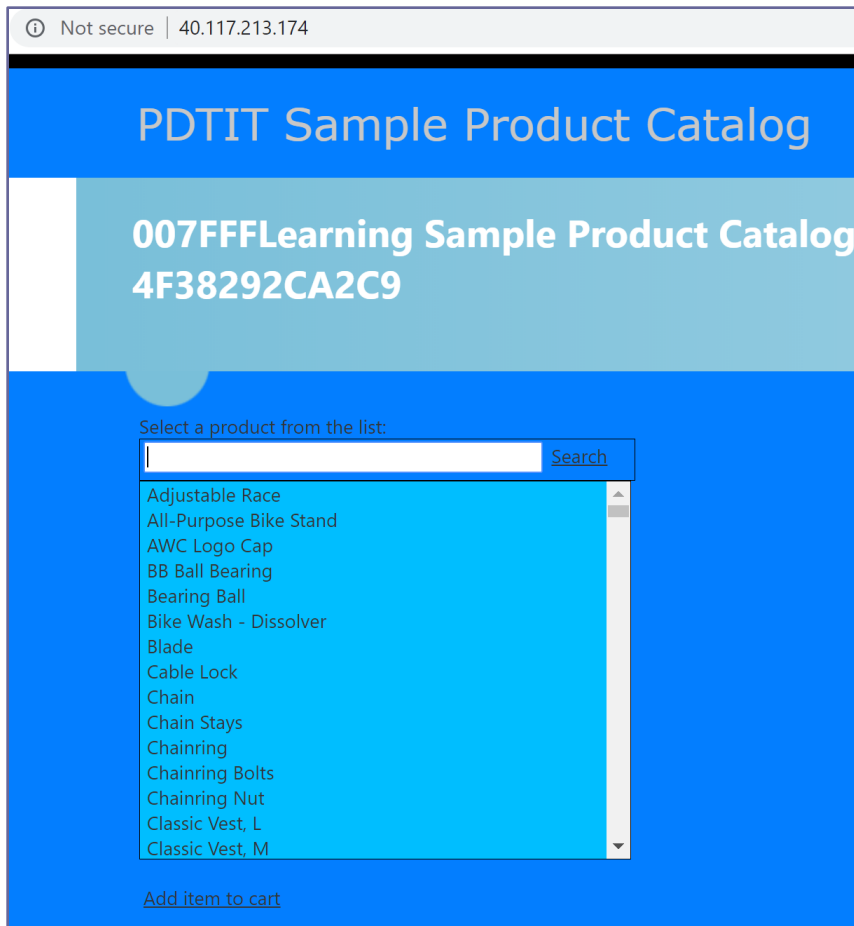 Not secure | 40.117.213.174
PDTIT Sample Product Catalog
007FFFLearning Sample Product Catalog
4F38292CA2C9
Select a product from the list:
Search
Adjustable Race
All-Purpose Bike Stand
AWC Logo Cap
BB Ball Bearing
Bearing Ball
Bike Wash - Dissolver
Blade
Cable Lock
Chain
Chain Stays
Chainring
Chainring Bolts
Chainring Nut
Classic Vest, L
Classic Vest, M
Add item to cart